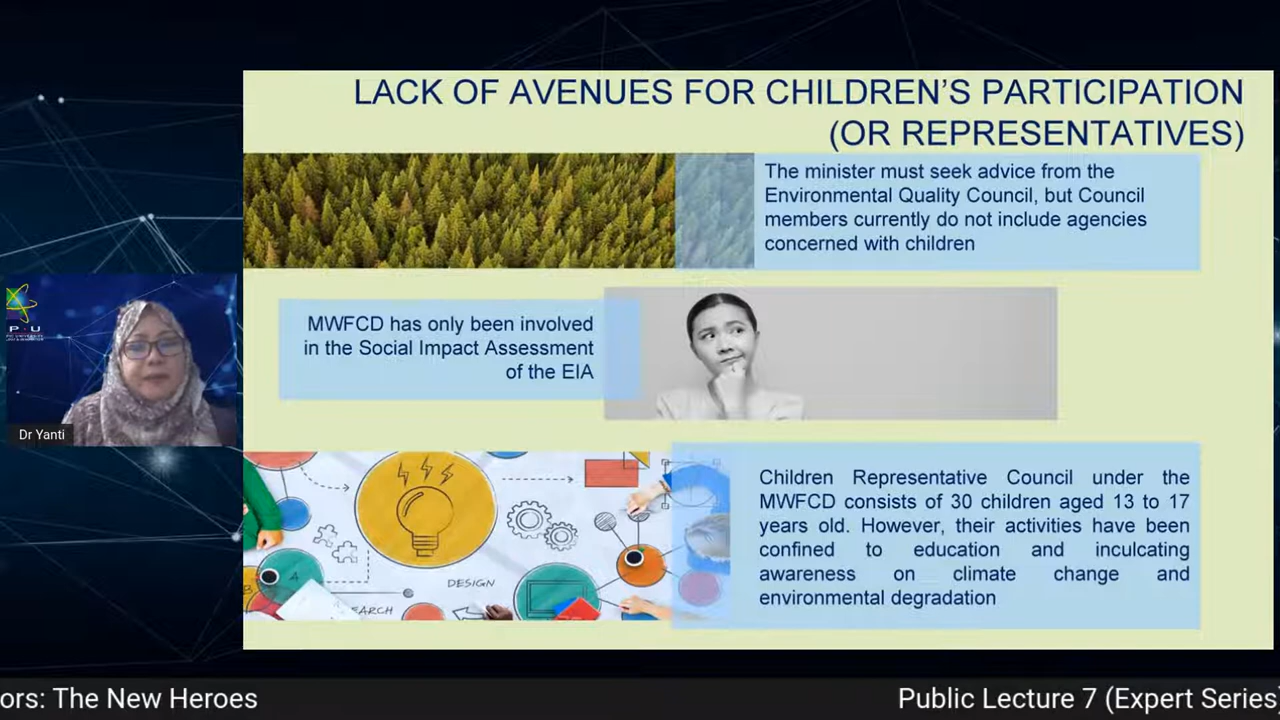 LACK OF AVENUES FOR CHILDREN’S PARTICIPATION
(OR REPRESENTATIVES)
The minister must seek advice from the
Environmental Quality Council, but Council
members currently do not include agencies
concerned with children
MWFCD has only been involved
in the Social Impact Assessment
of the EIA
P • U
Dr Yanti
Children Representative Council under the
MWFCD consists of 30 children aged 13 to 17
years old. However, their activities have been
confined to education and inculcating
awareness on climate change and
environmental degradation
DESIGN
EARCH
A
ors: The New Heroes
Public Lecture 7 (Expert Series)